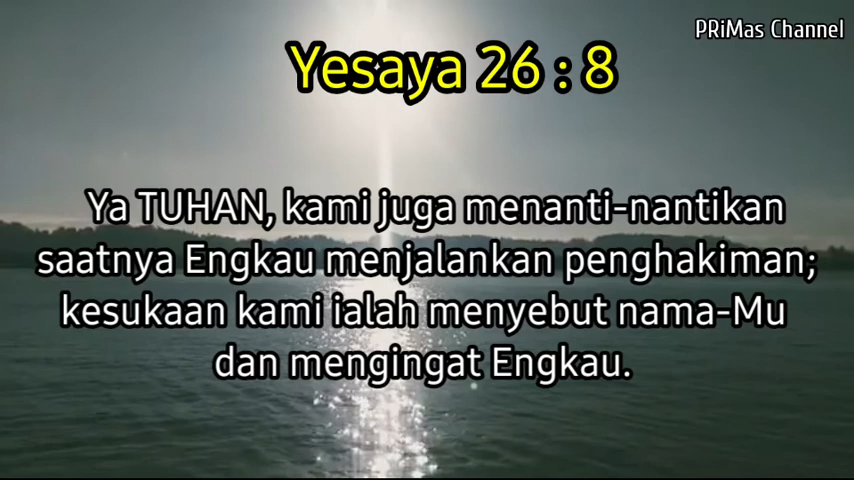 PRiMas Channel
Yesaya 26 : 8
Ya TUHAN, kami juga menanti-nantikan
saatnya Engkau menjalankan penghakiman;
kesukaan kami ialah menyebut nama-Mu
dan mengingat Engkau.